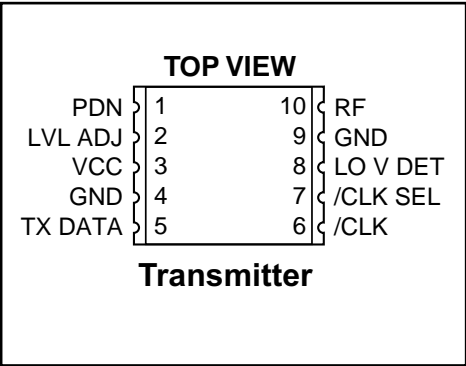 TOP VIEW
PDN 1 10 RF
LVL ADJ 2 9 GND
VCC 3 8 LO V DET
GND 4 7 /CLK SEL
TX DATA 5 6 /CLK
Transmitter